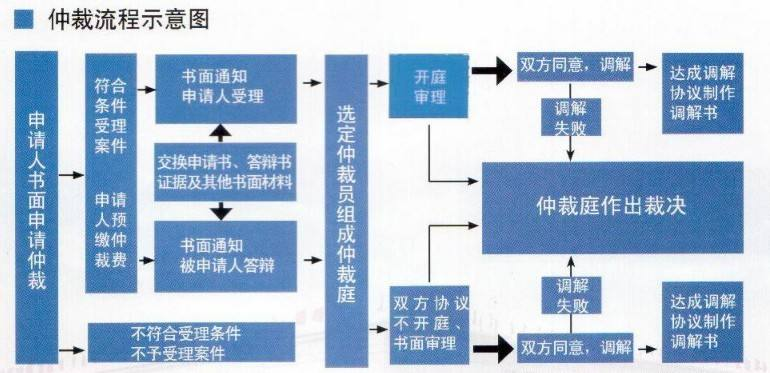 仲裁流程示意图
申请人书面申请仲裁
符合
条件
受理
案件
申请
人预
缴仲
裁费
书面通知
申请人受理
交换申请书、答辩书
证据及其他书面材料
书面通知
被申请人答辩
不符合受理条件
不予受理案件
选定仲裁员组成仲裁庭
开庭
审理
双方同意，调解
达成调解
协议制作
调解书
调解
失败
仲裁庭作出裁决
双方协议
不开庭、
书面审理
调解
失败
双方同意，调解
达成调解
协议制作
调解书